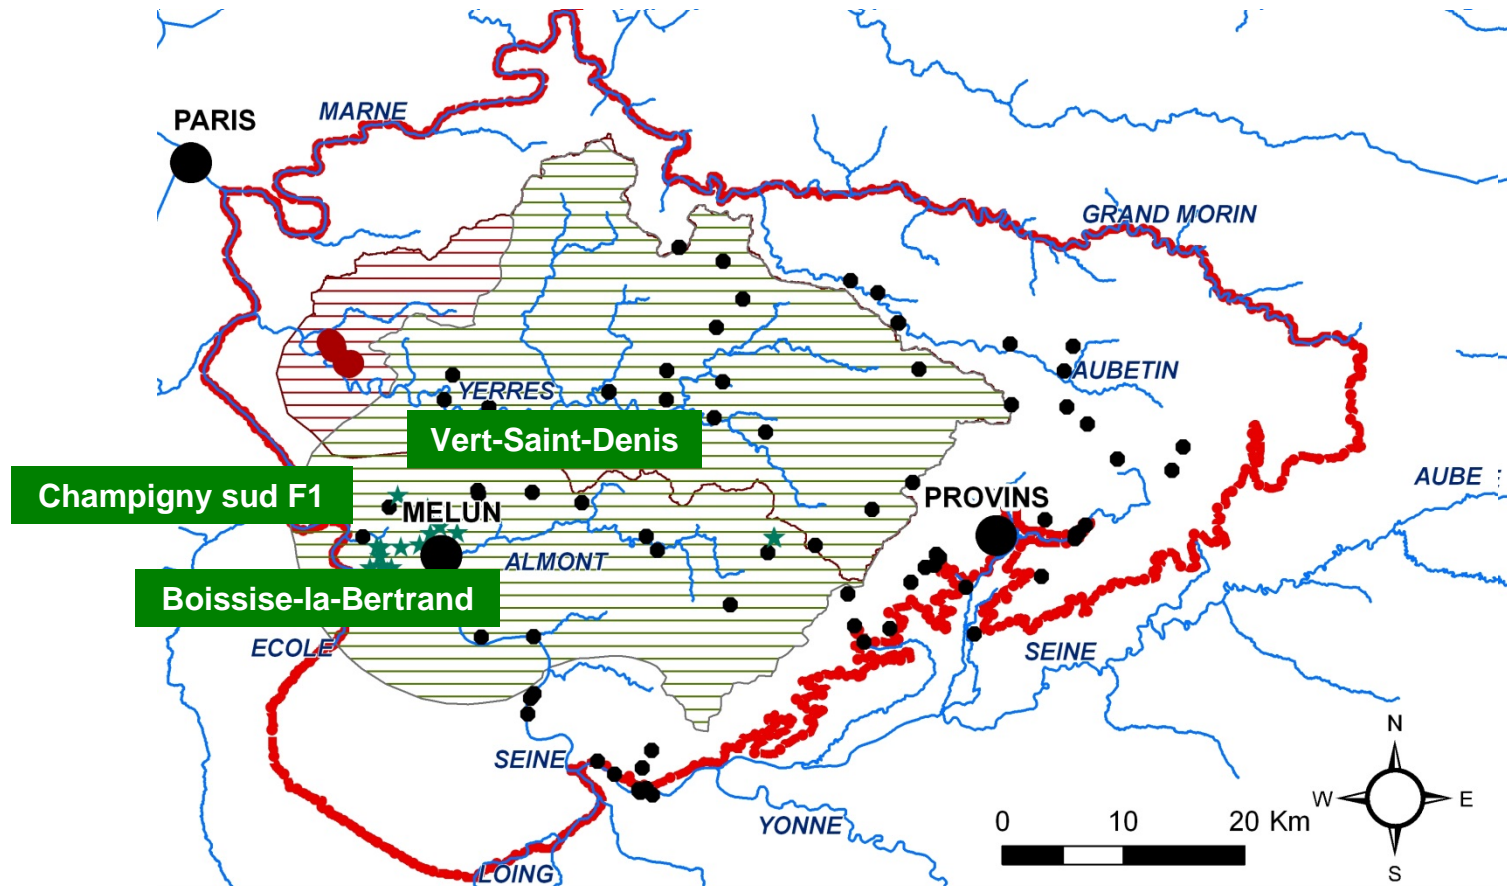 MARNE
PARIS
GRAND MORIN
AUBETIN
YERRES
Vert-Saint-Denis
AUBE
Champigny sud F1
PROVINS
MELUN
ALMONT
Boissise-la-Bertrand
ECOLE
SEINE
N
SEINE
W
E
0 10 20 Km
YONNE
S
LOING